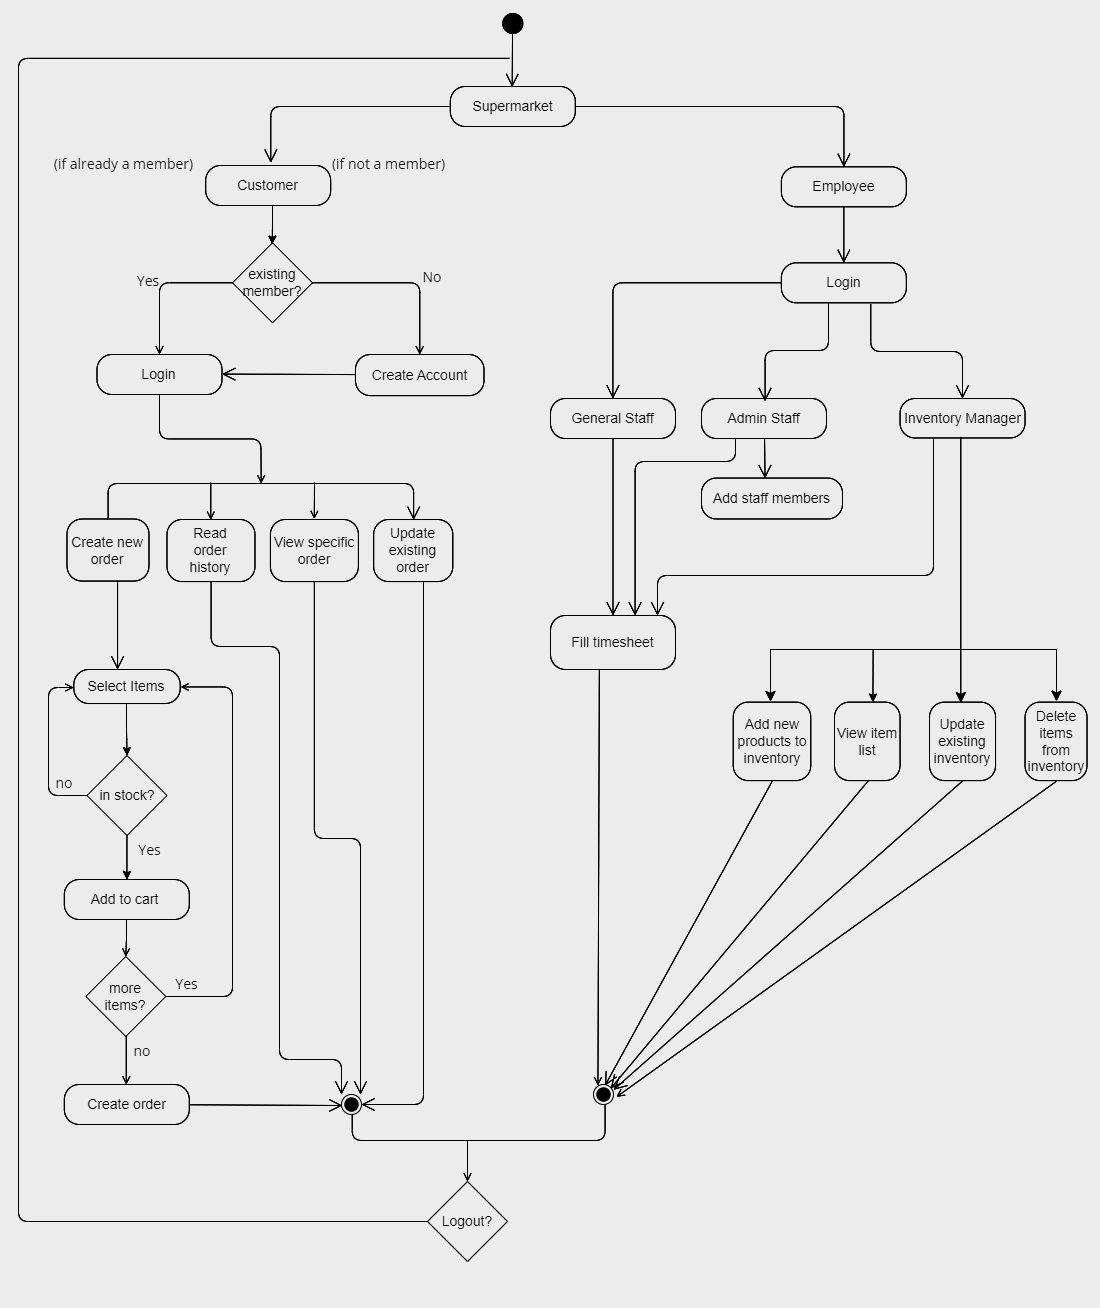 Supermarket
(if already a member)
(if not a member)
Customer
Employee
existing
member?
Yes
No
Login
Login
Create Account
General Staff
Admin Staff
Inventory Manager
Add staff members
Create new
order
Read
order
history
View specific
order
Update
existing
order
Fill timesheet
Select Items
Add new
products to
inventory
View item
list
Update
existing
inventory
Delete
items
from
inventory
no
in stock?
Yes
Add to cart
more
items?
Yes
no
Create order
Logout?